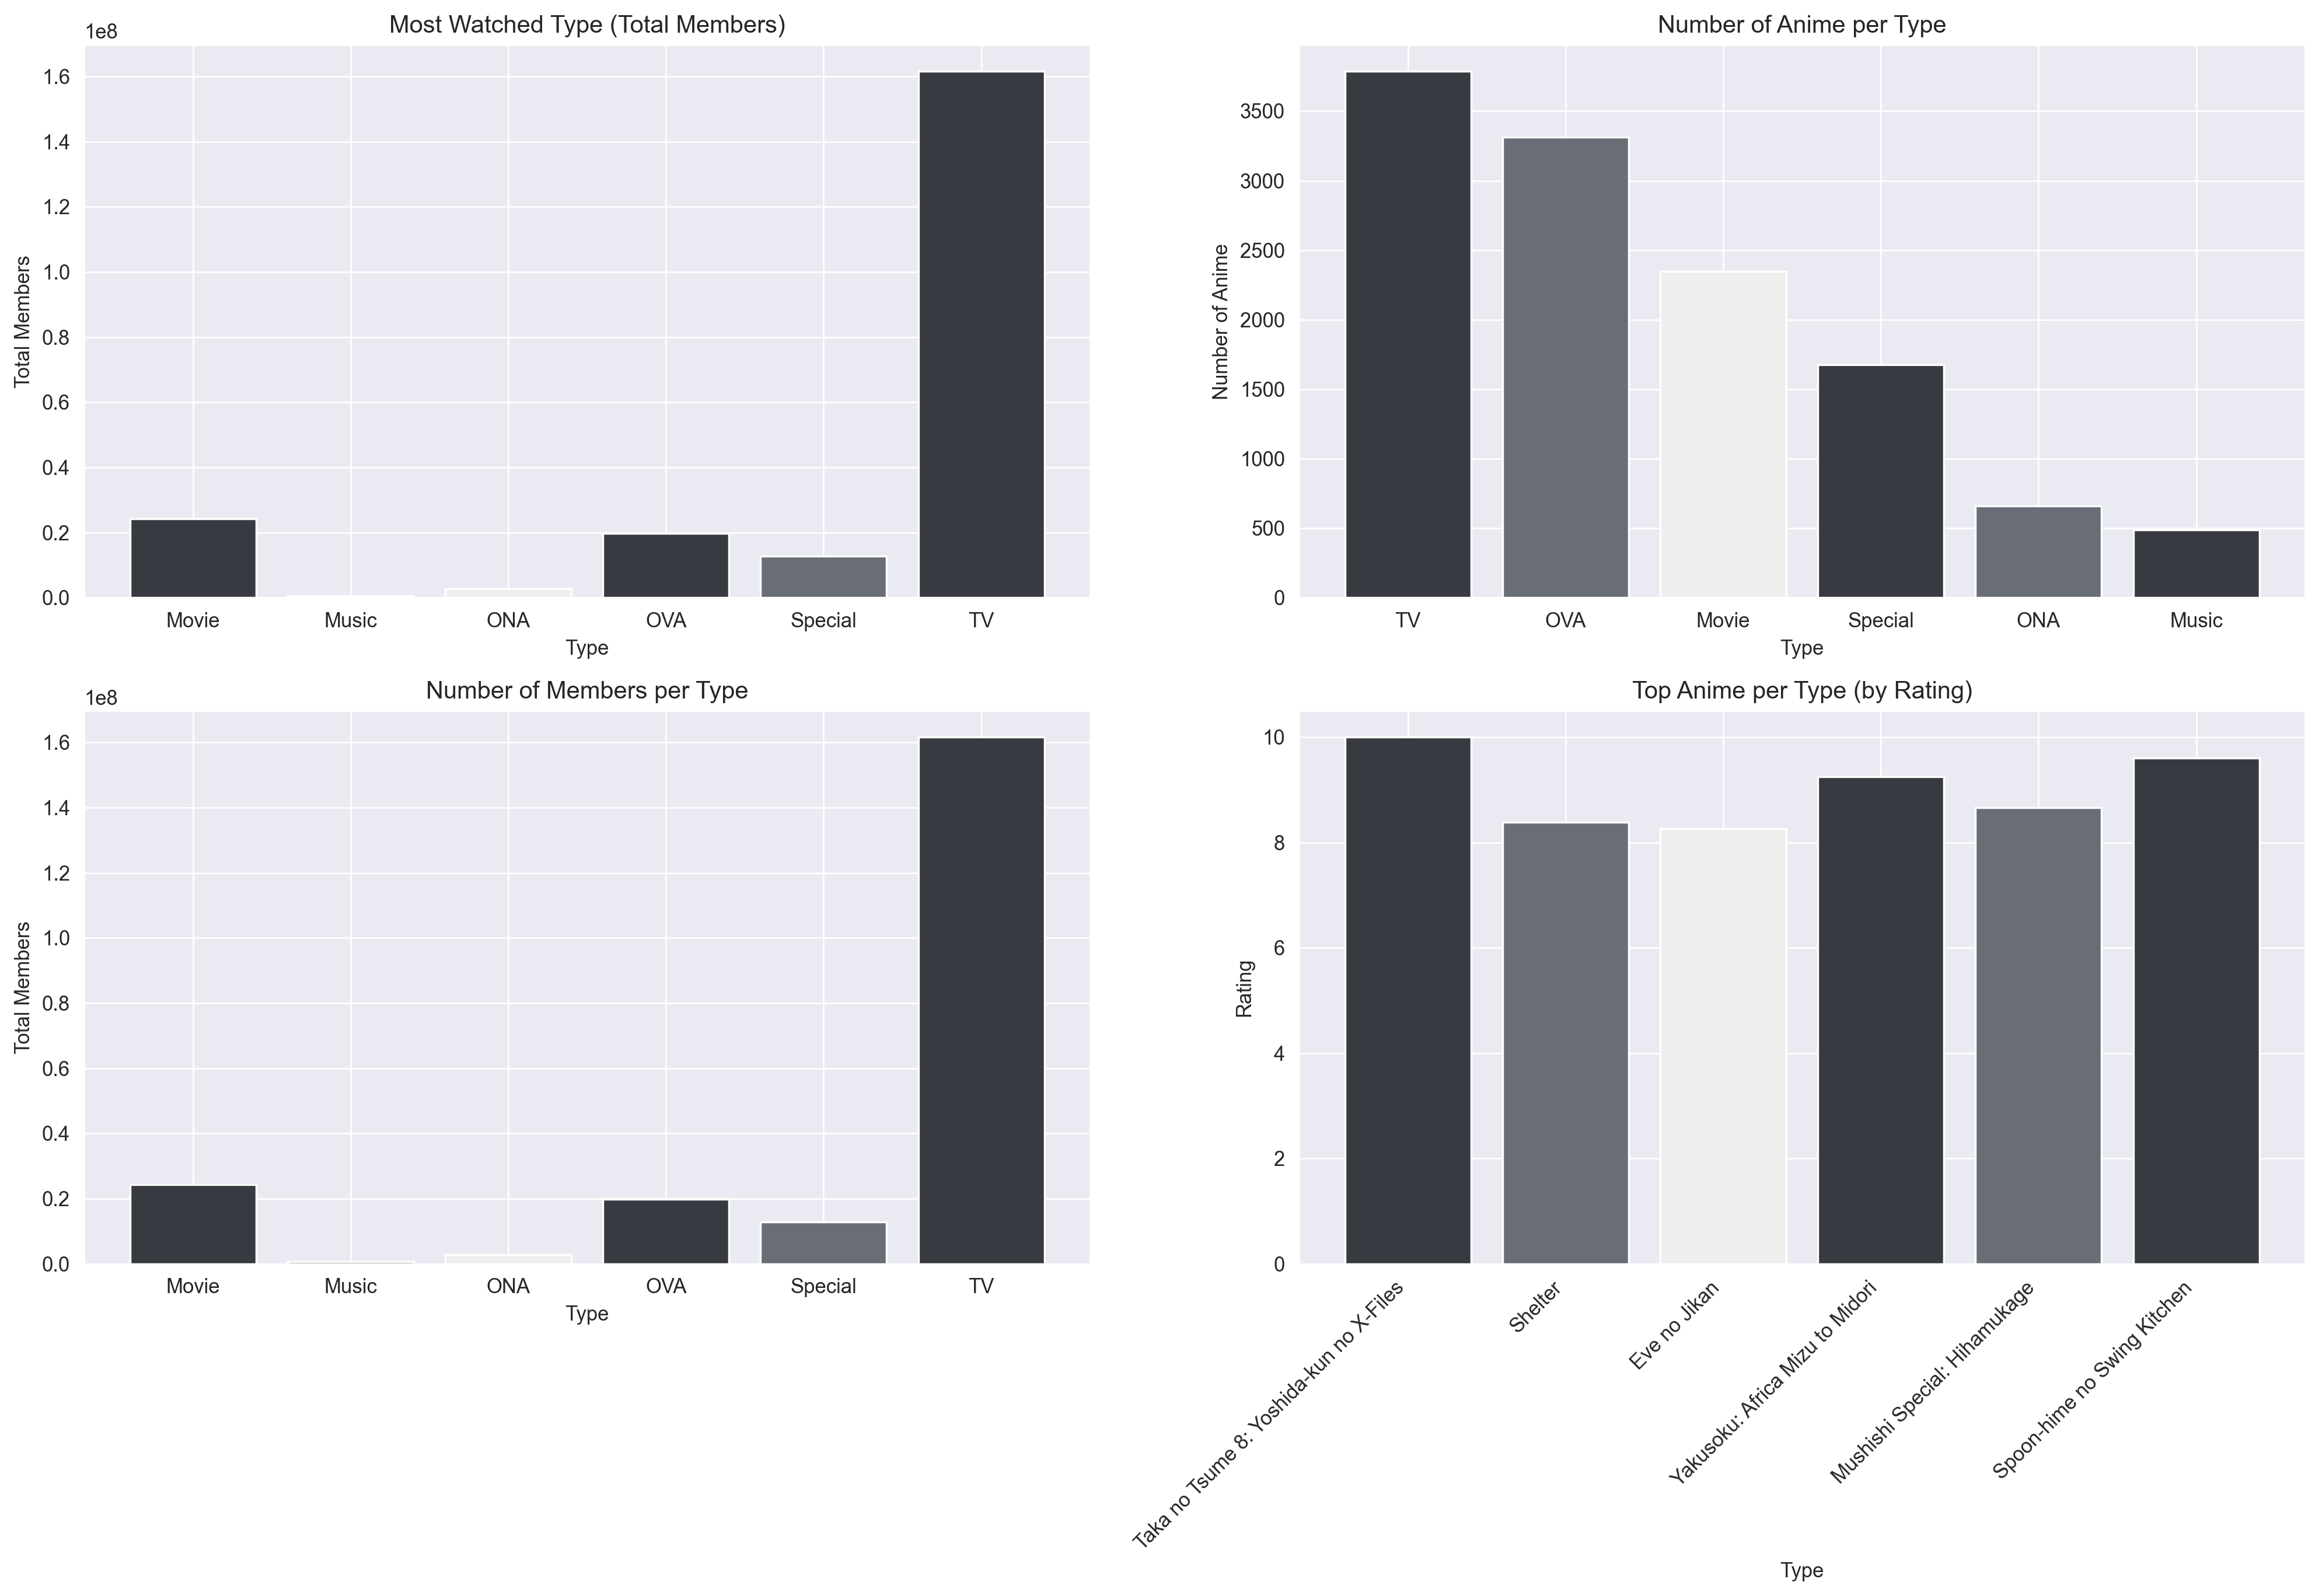 Most Watched Type (Total Members)
1e8
1.6
1.4
1.2
1.0
0.8
0.6
0.4
0.2
0.0
Total Members
Movie Music ONA OVA Special TV
Type
Number of Anime per Type
3500
3000
2500
2000
1500
1000
500
0
Number of Anime
TV OVA Movie Special ONA Music
Type
Number of Members per Type
1e8
1.6
1.4
1.2
1.0
0.8
0.6
0.4
0.2
0.0
Total Members
Movie Music ONA OVA Special TV
Type
Top Anime per Type (by Rating)
10
8
6
4
2
0
Rating
Taka no Tsume 8: Yoshida-kun no X-Files
Shelter
Eve no Jikan
Yakusoku: Africa Mizu to Midori
Mushishi Special: Hihamukage
Spoon-hime no Swing Kitchen
Type